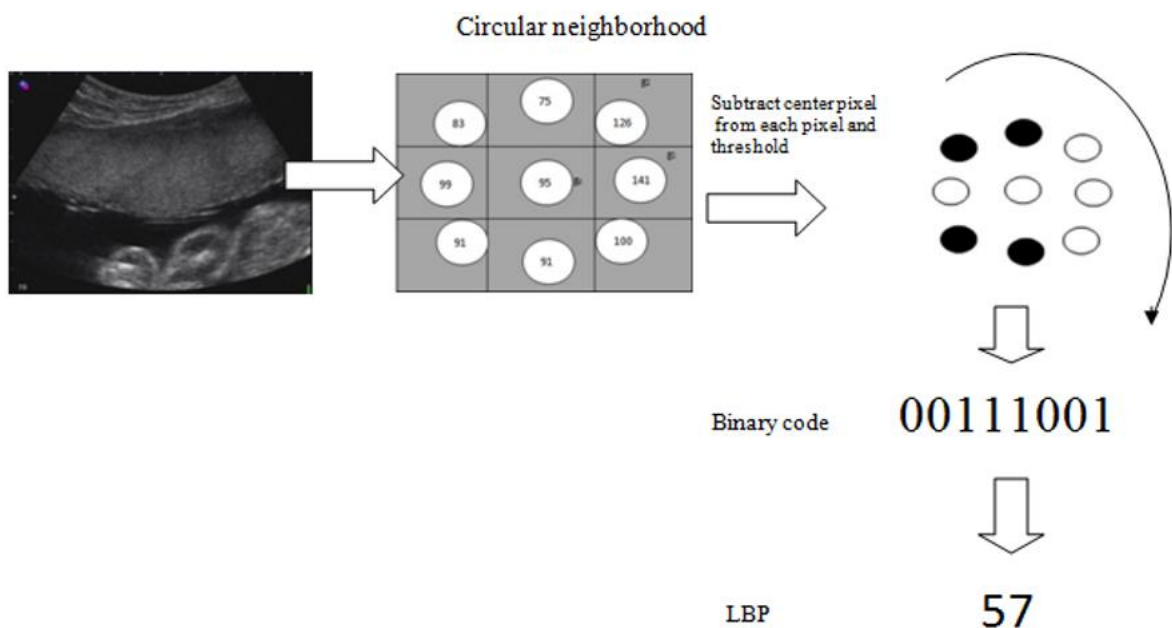 Circular neighborhood
83
75
126
99
95
141
91
91
100
Subtract center pixel
from each pixel and
threshold
Binary code 00111001
LBP 57